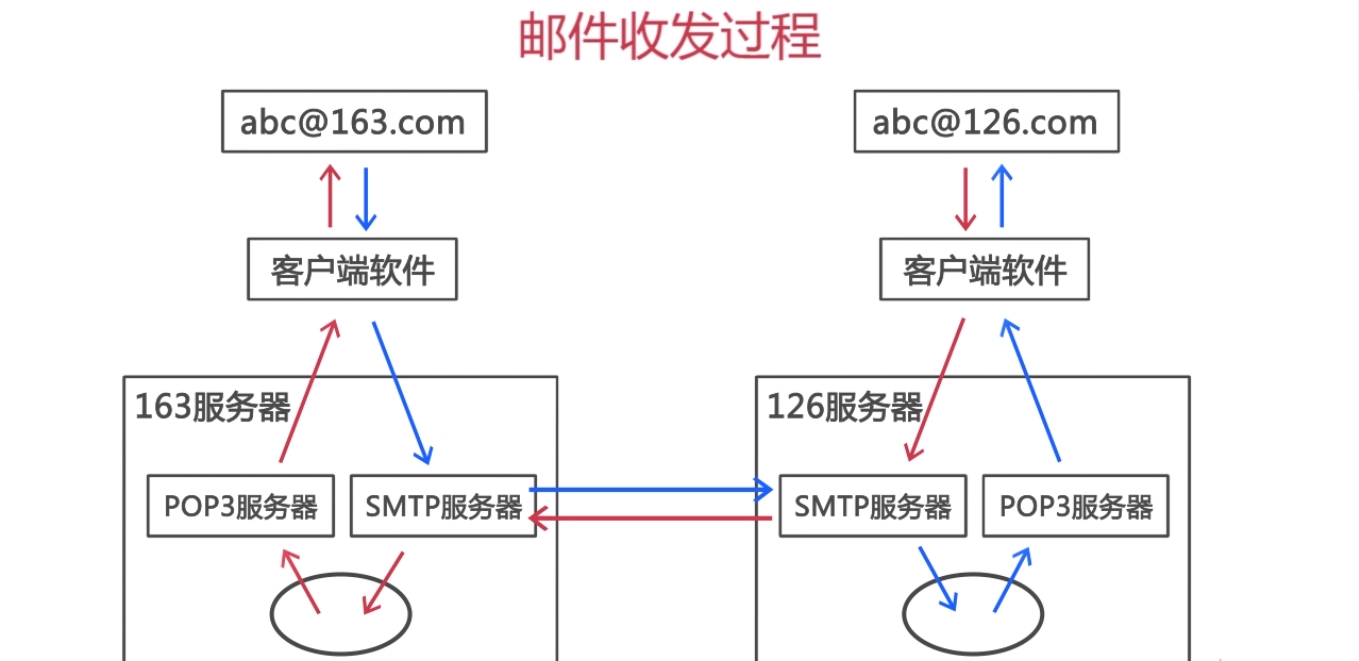 邮件收发过程
abc@163.com
abc@126.com
客户端软件
客户端软件
163服务器
126服务器
POP3服务器
SMTP服务器
SMTP服务器
POP3服务器